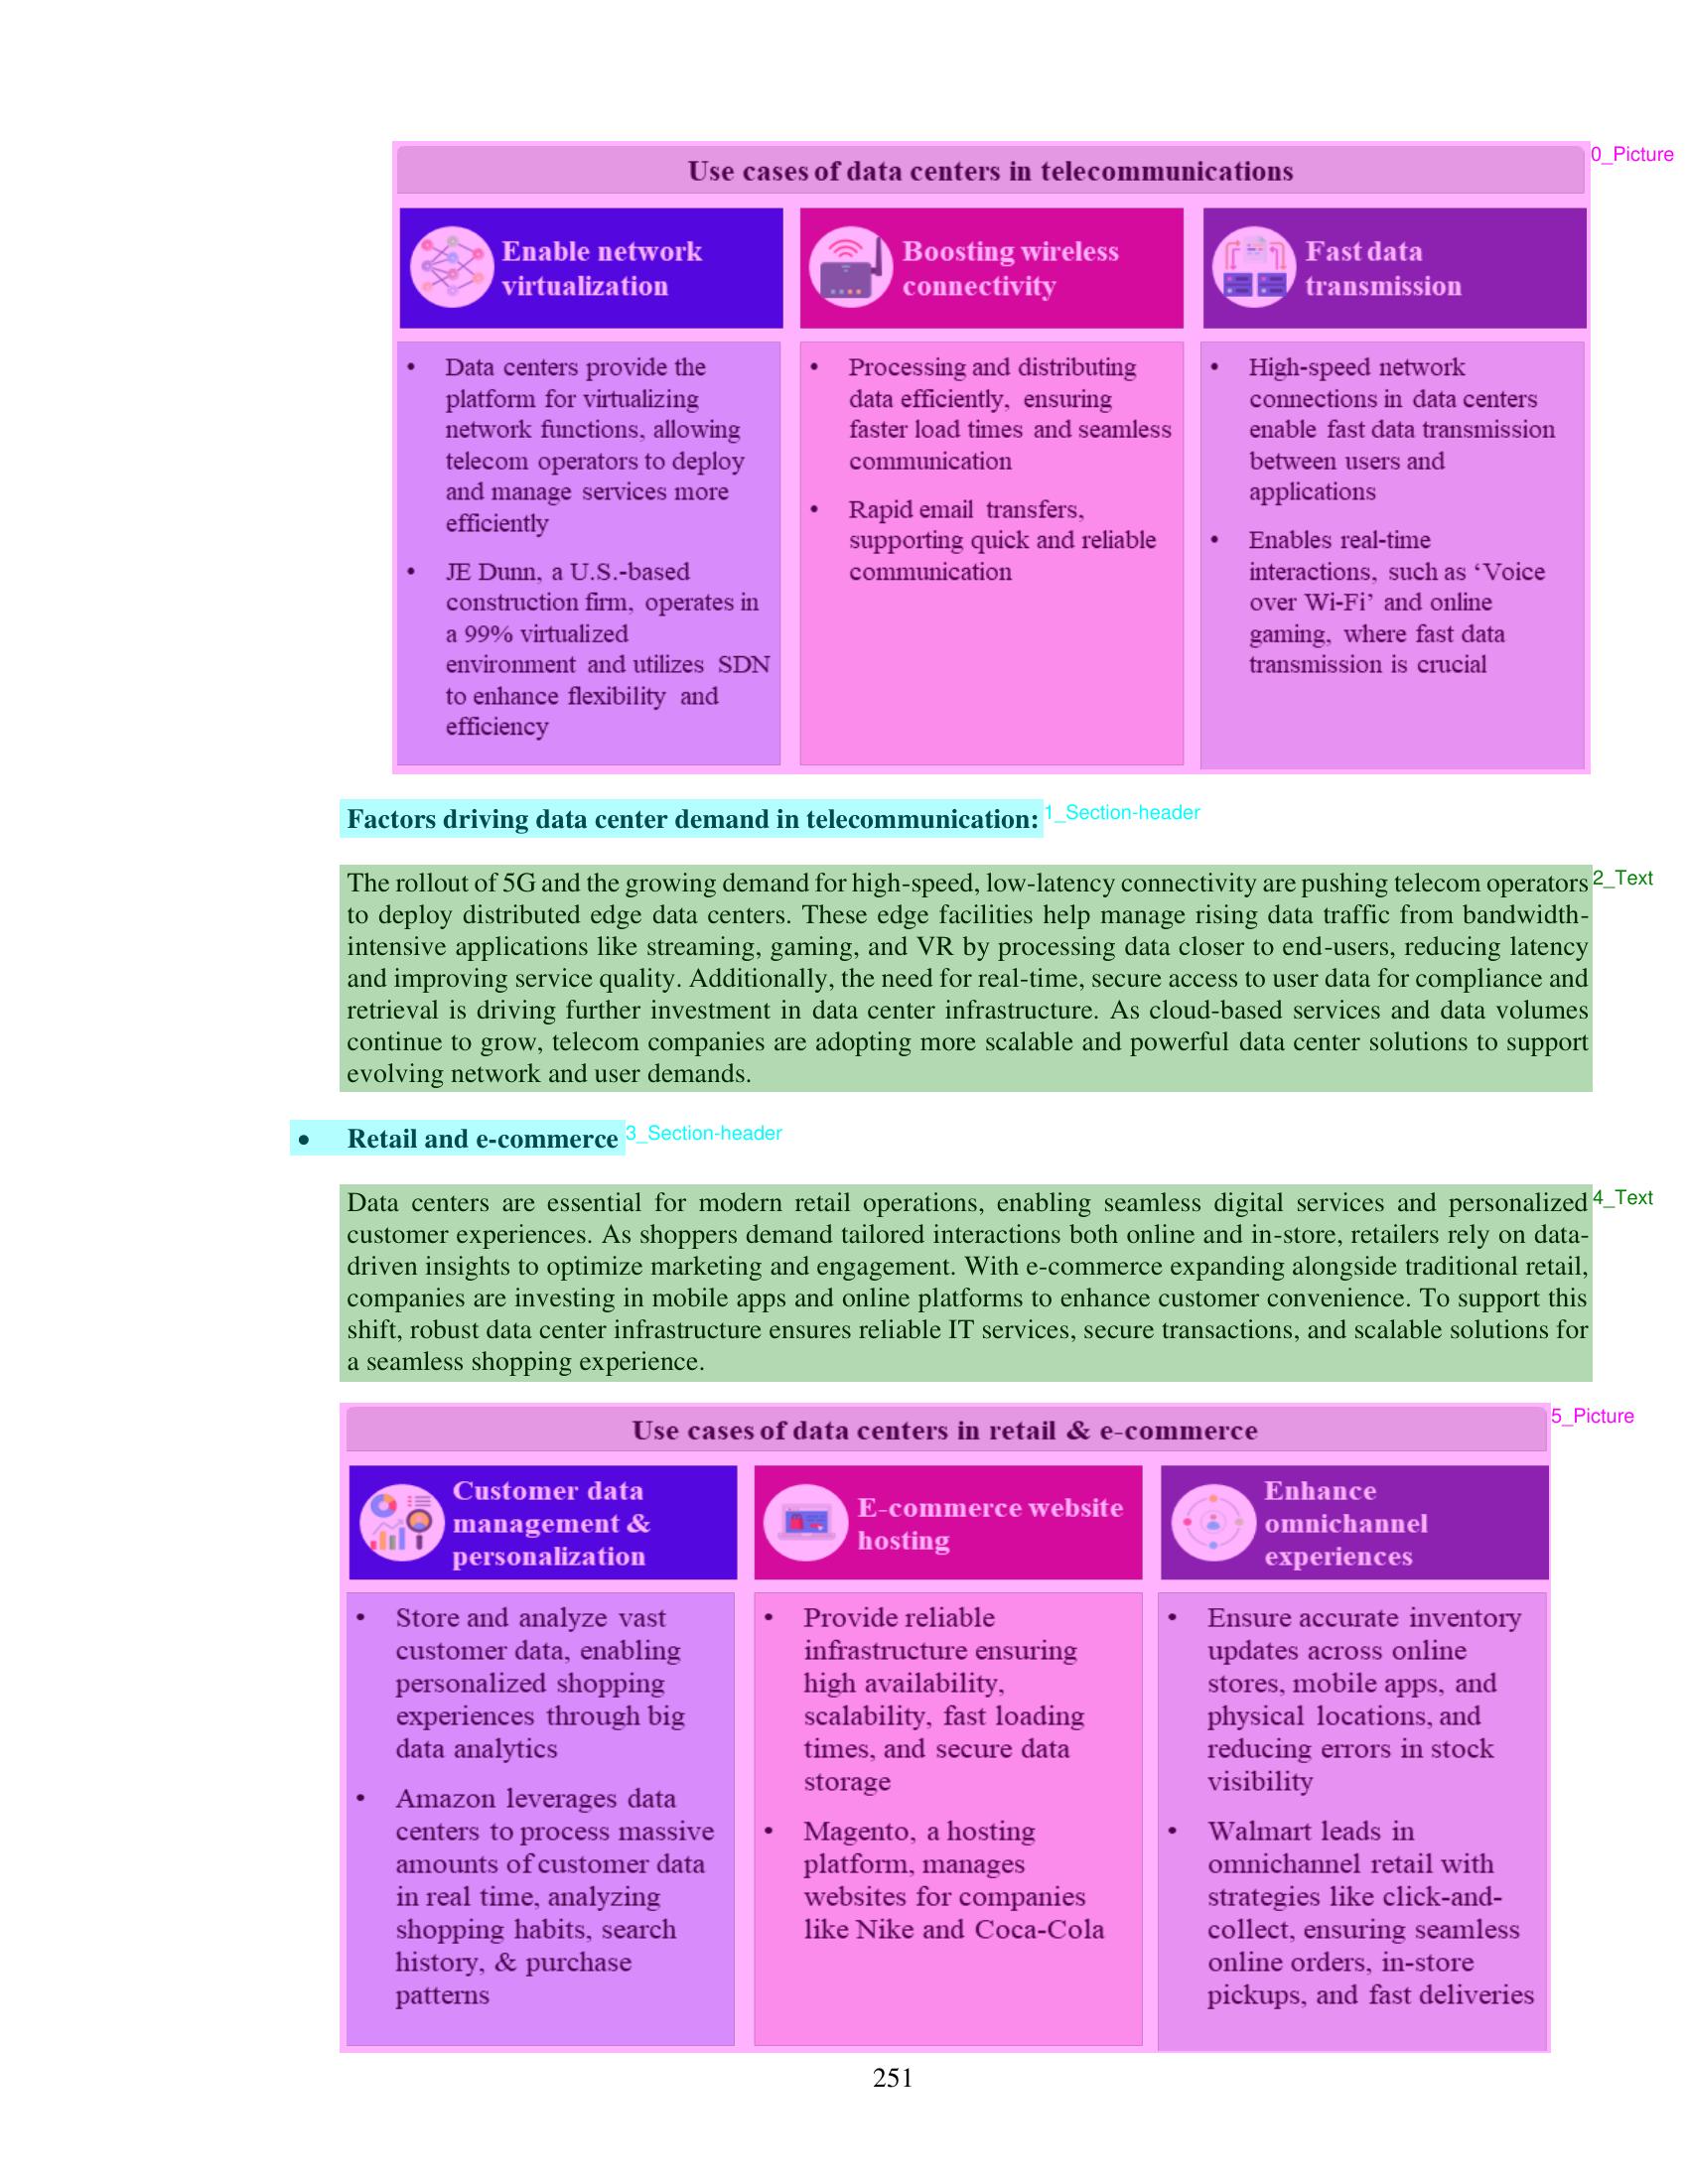 Use cases of data centers in telecommunications
0_Picture
Enable network
virtualization
Boosting wireless
connectivity
Fast data
transmission
• Data centers provide the
platform for virtualizing
network functions, allowing
telecom operators to deploy
and manage services more
efficiently
• JE Dunn, a U.S.-based
construction firm, operates in
a 99% virtualized
environment and utilizes SDN
to enhance flexibility and
efficiency
• Processing and distributing
data efficiently, ensuring
faster load times and seamless
communication
• Rapid email transfers,
supporting quick and reliable
communication
• High-speed network
connections in data centers
enable fast data transmission
between users and
applications
• Enables real-time
interactions, such as ‘Voice
over Wi-Fi’ and online
gaming, where fast data
transmission is crucial
Factors driving data center demand in telecommunication:
1_Section-header
The rollout of 5G and the growing demand for high-speed, low-latency connectivity are pushing telecom operators
2_Text
to deploy distributed edge data centers. These edge facilities help manage rising data traffic from bandwidth-
intensive applications like streaming, gaming, and VR by processing data closer to end-users, reducing latency
and improving service quality. Additionally, the need for real-time, secure access to user data for compliance and
retrieval is driving further investment in data center infrastructure. As cloud-based services and data volumes
continue to grow, telecom companies are adopting more scalable and powerful data center solutions to support
evolving network and user demands.
• Retail and e-commerce
3_Section-header
Data centers are essential for modern retail operations, enabling seamless digital services and personalized
4_Text
customer experiences. As shoppers demand tailored interactions both online and in-store, retailers rely on data-
driven insights to optimize marketing and engagement. With e-commerce expanding alongside traditional retail,
companies are investing in mobile apps and online platforms to enhance customer convenience. To support this
shift, robust data center infrastructure ensures reliable IT services, secure transactions, and scalable solutions for
a seamless shopping experience.
Use cases of data centers in retail & e-commerce
5_Picture
Customer data
management &
personalization
E-commerce website
hosting
Enhance
omnichannel
experiences
• Store and analyze vast
customer data, enabling
personalized shopping
experiences through big
data analytics
• Amazon leverages data
centers to process massive
amounts of customer data
in real time, analyzing
shopping habits, search
history, & purchase
patterns
• Provide reliable
infrastructure ensuring
high availability,
scalability, fast loading
times, and secure data
storage
• Magento, a hosting
platform, manages
websites for companies
like Nike and Coca-Cola
• Ensure accurate inventory
updates across online
stores, mobile apps, and
physical locations, and
reducing errors in stock
visibility
• Walmart leads in
omnichannel retail with
strategies like click-and-
collect, ensuring seamless
online orders, in-store
pickups, and fast deliveries
251